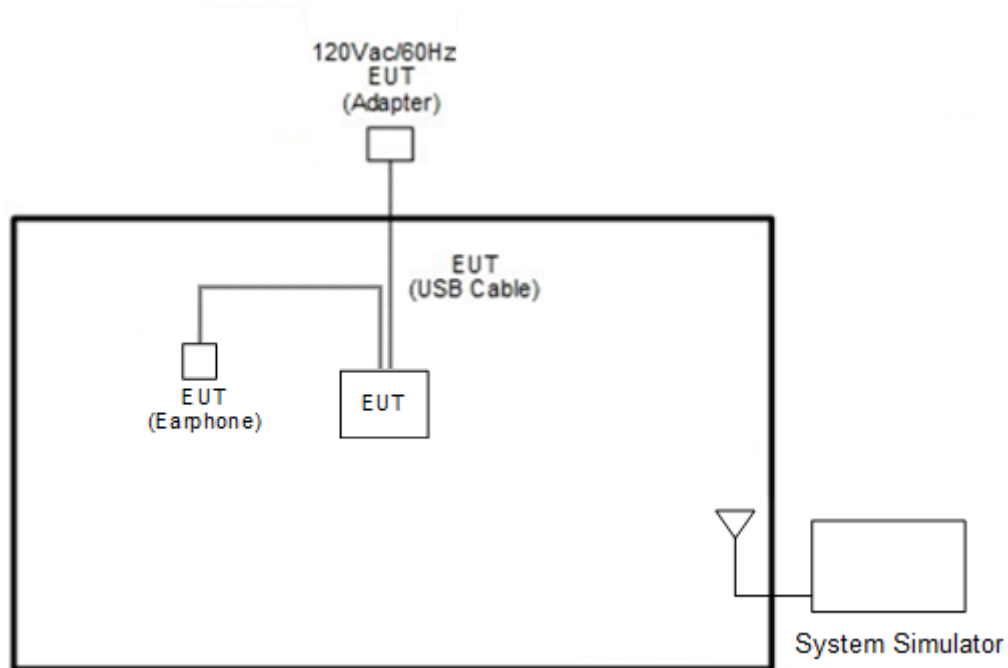 120Vac/60Hz
EUT
(Adapter)
EUT
(USB Cable)
EUT
(Earphone)
EUT
System Simulator